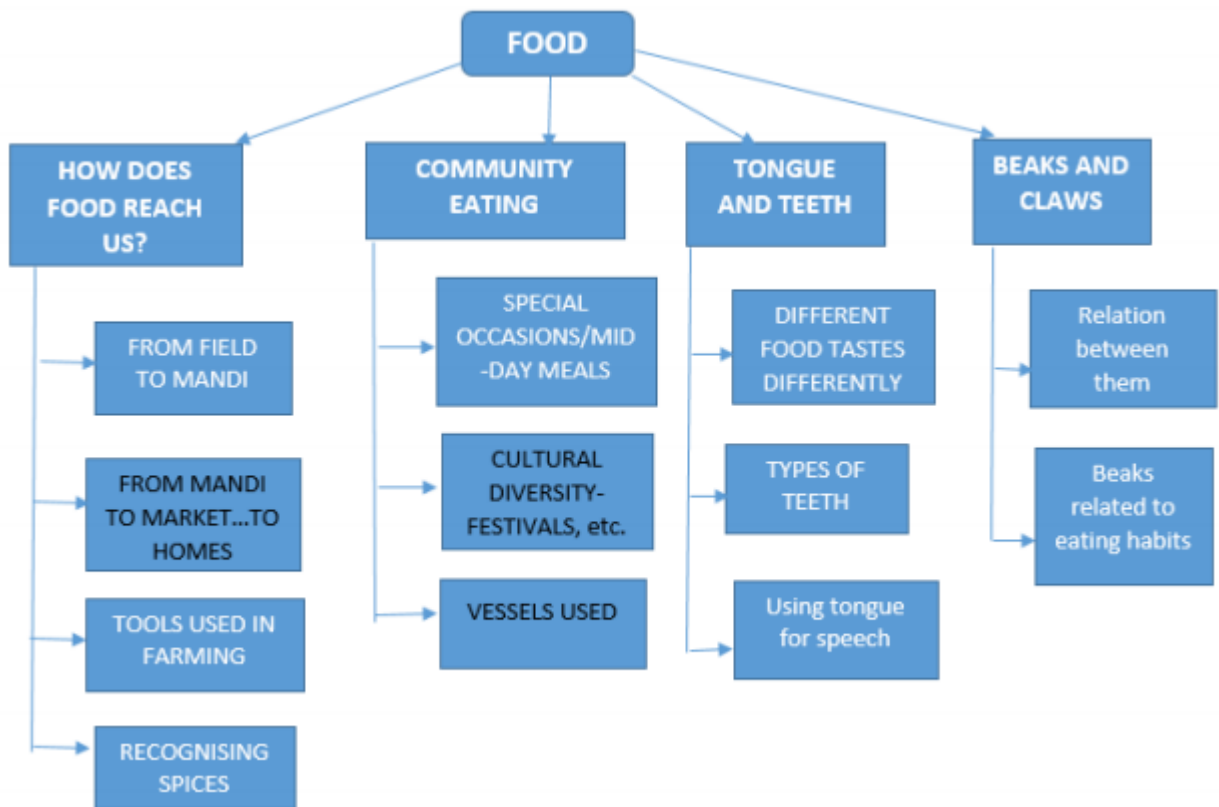 FOOD
HOW DOES
FOOD REACH
US?
FROM FIELD
TO MANDI
FROM MANDI
TO MARKET...TO
HOMES
TOOLS USED IN
FARMING
RECOGNISING
SPICES
COMMUNITY
EATING
SPECIAL
OCCASIONS/MID
-DAY MEALS
CULTURAL
DIVERSITY-
FESTIVALS, etc.
VESSELS USED
TONGUE
AND TEETH
DIFFERENT
FOOD TASTES
DIFFERENTLY
TYPES OF
TEETH
Using tongue
for speech
BEAKS AND
CLAWS
Relation
between
them
Beaks
related to
eating habits